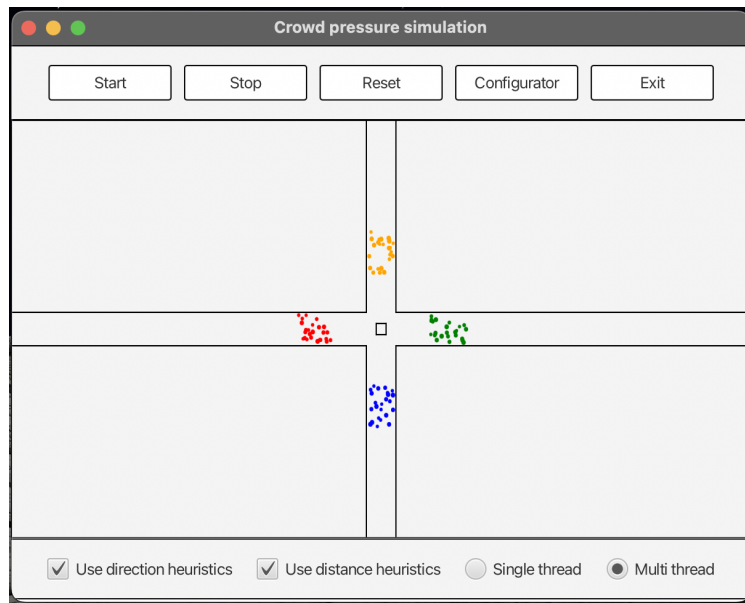 Crowd pressure simulation
Start Stop Reset Configurator Exit
Use direction heuristics Use distance heuristics Single thread Multi thread